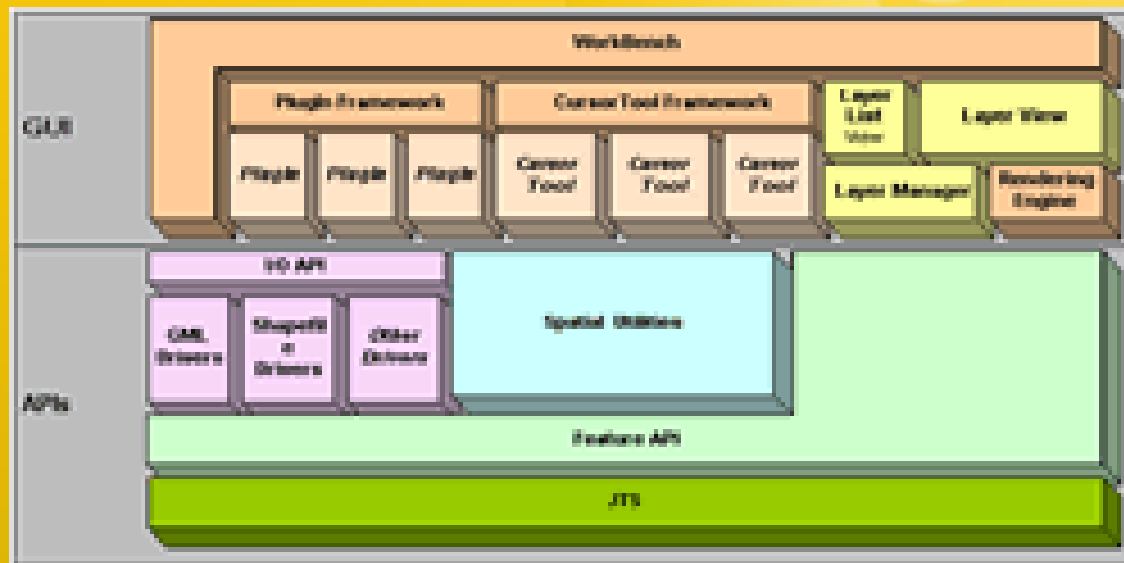 GUI
WorkBench
Plugin Framework
CursorTool Framework
Layer
List
View
Layer View
Plugin
Plugin
Plugin
Cursor
Tool
Cursor
Tool
Cursor
Tool
Layer Manager
Rendering
Engine
APIs
I/O API
GML
Drivers
Shapefil
e
Drivers
Other
Drivers
Spatial Utilities
Feature API
JTS